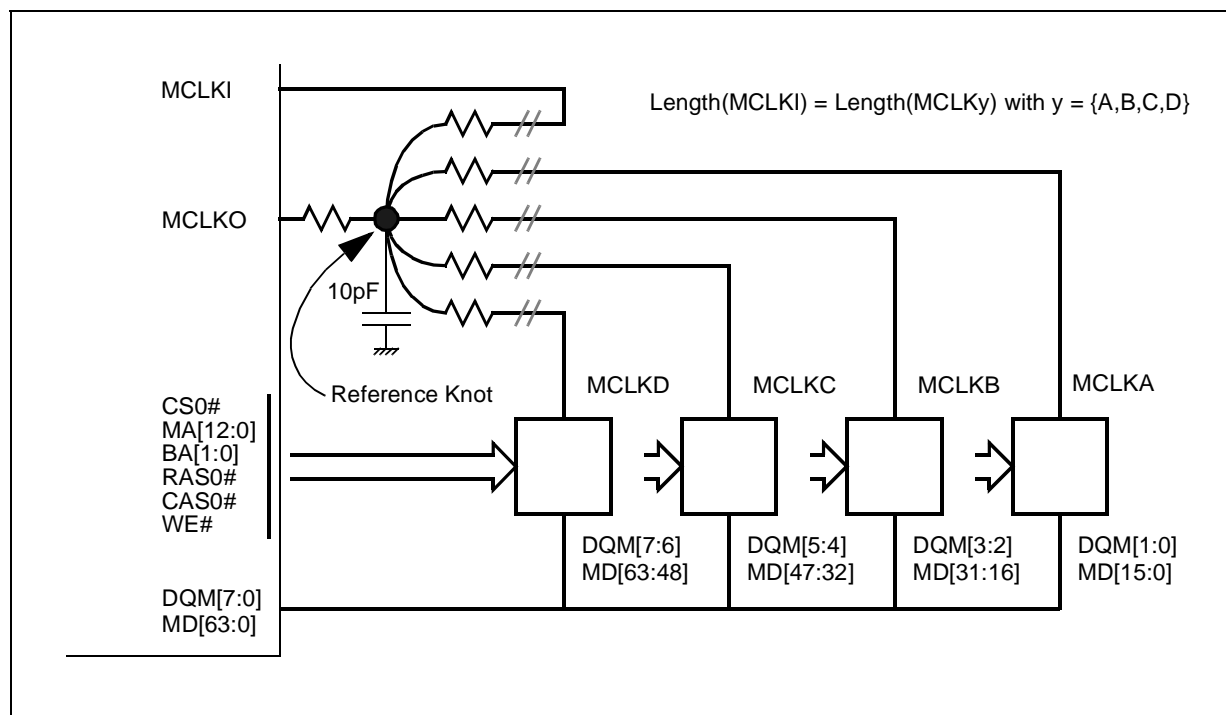 MCLKI
Length(MCLKI) = Length(MCLKy) with y = {A,B,C,D}
MCLKO
10pF
Reference Knot
MCLKD
MCLKC
MCLKB
MCLKA
CS0#
MA[12:0]
BA[1:0]
RAS0#
CAS0#
WE#
DQM[7:6]
MD[63:48]
DQM[5:4]
MD[47:32]
DQM[3:2]
MD[31:16]
DQM[1:0]
MD[15:0]
DQM[7:0]
MD[63:0]